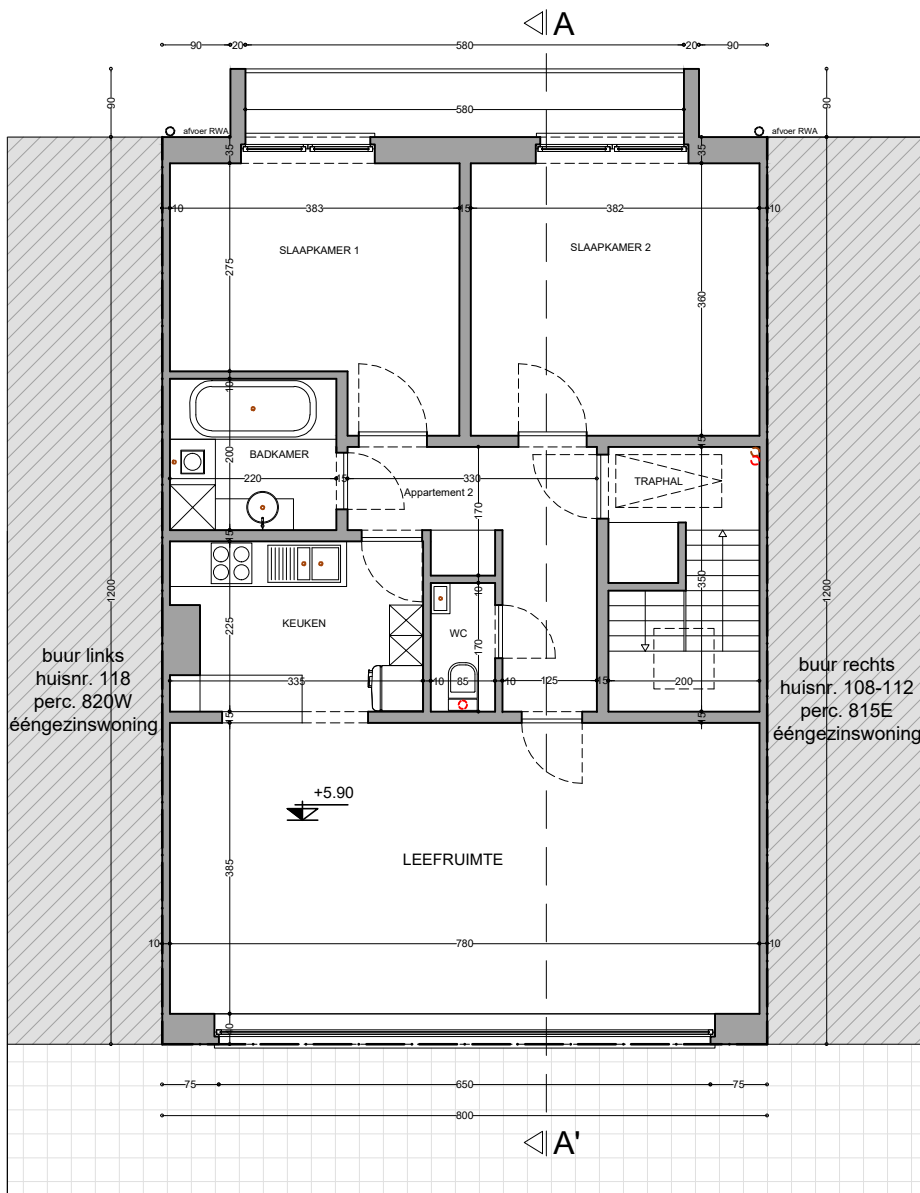 A
90
20
580
20
90
580
90
90
afvoer RWA
afvoer RWA
35
35
10
383
15
382
10
SLAAPKAMER 1
SLAAPKAMER 2
275
360
10
BADKAMER
200
220
15
330
Appartement 2
170
15
TRAPHAL
350
15
1200
1200
10
KEUKEN
225
WC
170
335
10
85
10
125
15
200
15
15
buur links
huisnr. 118
perc. 820W
ééngezinswoning
buur rechts
huisnr. 108-112
perc. 815E
ééngezinswoning
+5.90
LEEFRUIMTE
385
10
780
10
40
75
650
75
800
A'